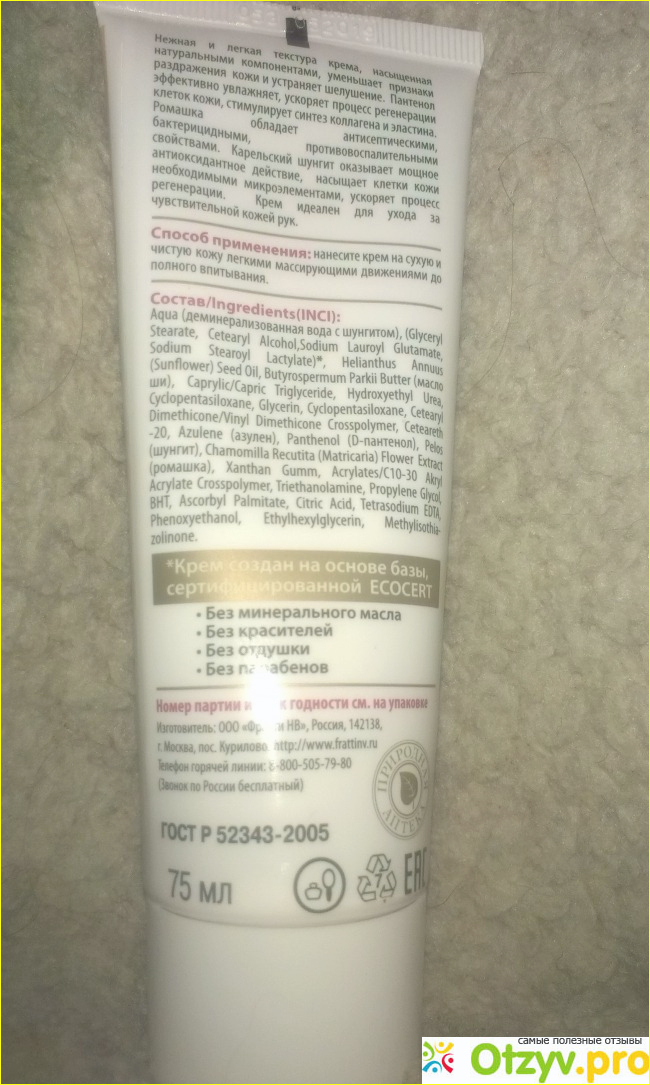 Нежная и легкая текстура крема, насыщенная
натуральными компонентами, уменьшает признаки
раздражения кожи и устраняет шелушение. Пантенол
эффективно увлажняет, ускоряет процесс регенерации
клеток кожи, стимулирует синтез коллагена и эластина.
Ромашка обладает антисептическими,
бактерицидными, противовоспалительными
свойствами. Карельский шунгит оказывает мощное
антиоксидантное действие, насыщает клетки кожи
необходимыми микроэлементами, ускоряет процесс
регенерации. Крем идеален для ухода за
чувствительной кожей рук.
Способ применения: нанесите крем на сухую и
чистую кожу легкими массирующими движениями до
полного впитывания.
Состав/Ingredients(INCI):
Aqua (деминерализованная вода с шунгитом), (Glyceryl
Stearate, Cetearyl Alcohol,Sodium Lauroyl Glutamate,
Sodium Stearoyl Lactylate)*, Helianthus Annuus
(Sunflower) Seed Oil, Butyrospermum Parkii Butter (масло
ши), Caprylic/Capric Triglyceride, Hydroxyethyl Urea,
Cyclopentasiloxane, Glycerin, Cyclopentasiloxane, Cetearyl
Dimethicone/Vinyl Dimethicone Crosspolymer, Ceteareth
-20, Azulene (азулен), Panthenol (D-пантенол), Pelos
(шунгит), Chamomilla Recutita (Matricaria) Flower Extract
(ромашка), Xanthan Gumm, Acrylates/C10-30 Akryl
Acrylate Crosspolymer, Triethanolamine, Propylene Glycol,
BHT, Ascorbyl Palmitate, Citric Acid, Tetrasodium EDTA,
Phenoxyethanol, Ethylhexylglycerin, Methylisothia-
zolinone.
*Крем создан на основе базы,
сертифицированной ECOCERT
• Без минерального масла
• Без красителей
• Без отдушки
• Без парабенов
Номер партии и годности см. на упаковке
Изготовитель: ООО НВ», Россия, 142138,
г. Москва, пос. Курилово, http://www.frattinv.ru
Телефон горячей линии: 8-800-505-79-80
(Звонок по России бесплатный)
ПРИРОДНАЯ АПТЕКА
ГОСТ Р 52343-2005
75 мл
7
EAC
самые полезные отзывы
Otzyv.pro